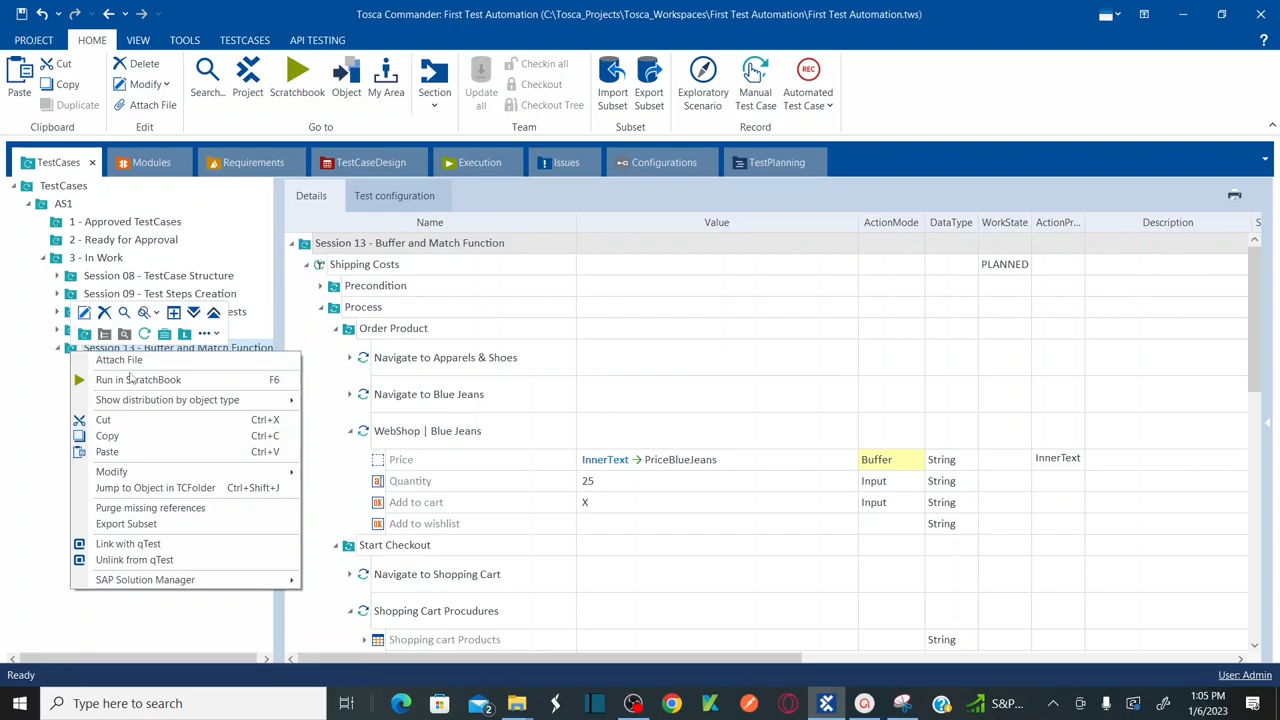 Tosca Commander: First Test Automation (C:\Tosca_Projects\Tosca_Workspaces\First Test Automation\First Test Automation.tws)
PROJECT HOME VIEW TOOLS TESTCASES API TESTING
Paste
Cut
Copy
Duplicate
Clipboard
Delete
Modify
Attach File
Edit
Search...
Project
Scratchbook
Object
My Area
Section
Go to
Update all
Checkin all
Checkout
Checkout Tree
Team
Import Subset
Export Subset
Subset
Exploratory Scenario
Manual Test Case
REC
Automated Test Case
Record
TestCases
Modules
Requirements
TestCaseDesign
Execution
Issues
Configurations
TestPlanning
TestCases
AS1
1 - Approved TestCases
2 - Ready for Approval
3 - In Work
Session 08 - TestCase Structure
Session 09 - Test Steps Creation
ests
Session 13 - Buffer and Match Function
Attach File
Run in ScratchBook F6
Show distribution by object type
Cut Ctrl+X
Copy Ctrl+C
Paste Ctrl+V
Modify
Jump to Object in TCFolder Ctrl+Shift+J
Purge missing references
Export Subset
Link with qTest
Unlink from qTest
SAP Solution Manager
Details Test configuration
Name Value ActionMode DataType WorkState ActionPr... Description S
Session 13 - Buffer and Match Function
Shipping Costs PLANNED
Precondition
Process
Order Product
Navigate to Apparels & Shoes
Navigate to Blue Jeans
WebShop | Blue Jeans
Price InnerText → PriceBlueJeans Buffer String InnerText
Quantity 25 Input String
Add to cart X Input String
Add to wishlist String
Start Checkout
Navigate to Shopping Cart
Shopping Cart Procudures
Shopping cart Products String
Ready User: Admin
Type here to search
2
S&P...
1:05 PM
1/6/2023